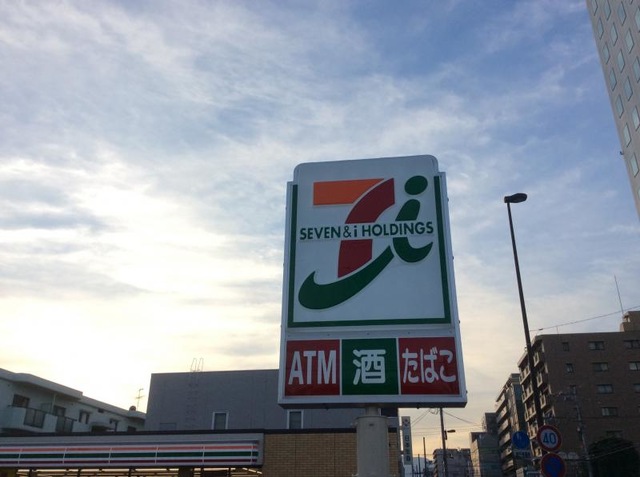 SEVEN & i HOLDINGS
ATM 酒 たばこ
40